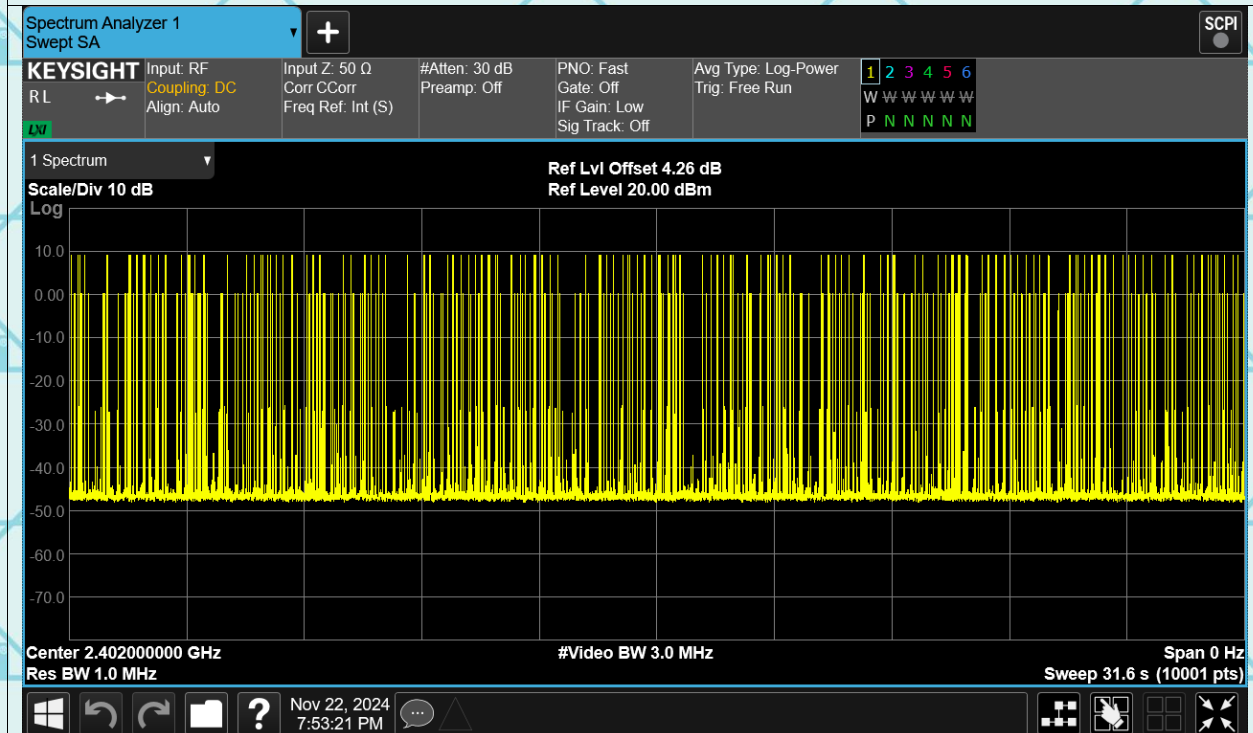 Spectrum Analyzer 1
Swept SA
SCPI
KEYSIGHT
RL
LXI
Input: RF
Coupling: DC
Align: Auto
Input Z: 50 Ω
Corr CCorr
Freq Ref: Int (S)
#Atten: 30 dB
Preamp: Off
PNO: Fast
Gate: Off
IF Gain: Low
Sig Track: Off
Avg Type: Log-Power
Trig: Free Run
1 2 3 4 5 6
W W W W W W
P N N N N N
1 Spectrum
Scale/Div 10 dB
Ref Lvl Offset 4.26 dB
Ref Level 20.00 dBm
Log
10.0
0.00
-10.0
-20.0
-30.0
-40.0
-50.0
-60.0
-70.0
Center 2.402000000 GHz
#Video BW 3.0 MHz
Span 0 Hz
Res BW 1.0 MHz
Sweep 31.6 s (10001 pts)
?
Nov 22, 2024
7:53:21 PM